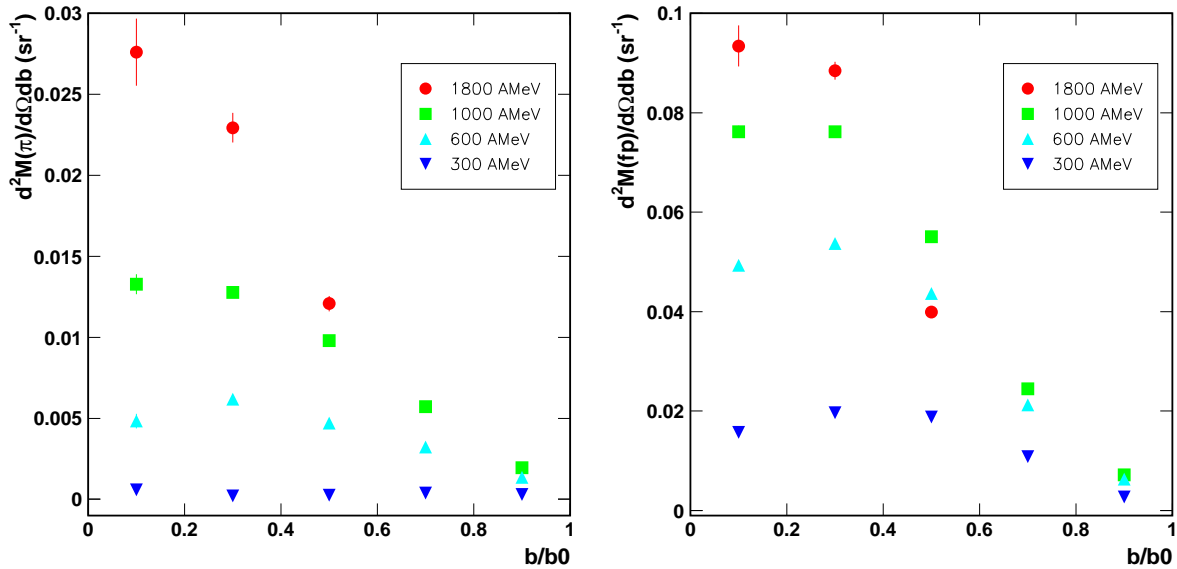 d²M(π)/dΩdb (sr⁻¹)
0.03
0.025
0.02
0.015
0.01
0.005
0
1800 AMeV
1000 AMeV
600 AMeV
300 AMeV
0 0.2 0.4 0.6 0.8 1
b/b0
d²M(fp)/dΩdb (sr⁻¹)
0.1
0.08
0.06
0.04
0.02
0
1800 AMeV
1000 AMeV
600 AMeV
300 AMeV
0 0.2 0.4 0.6 0.8 1
b/b0